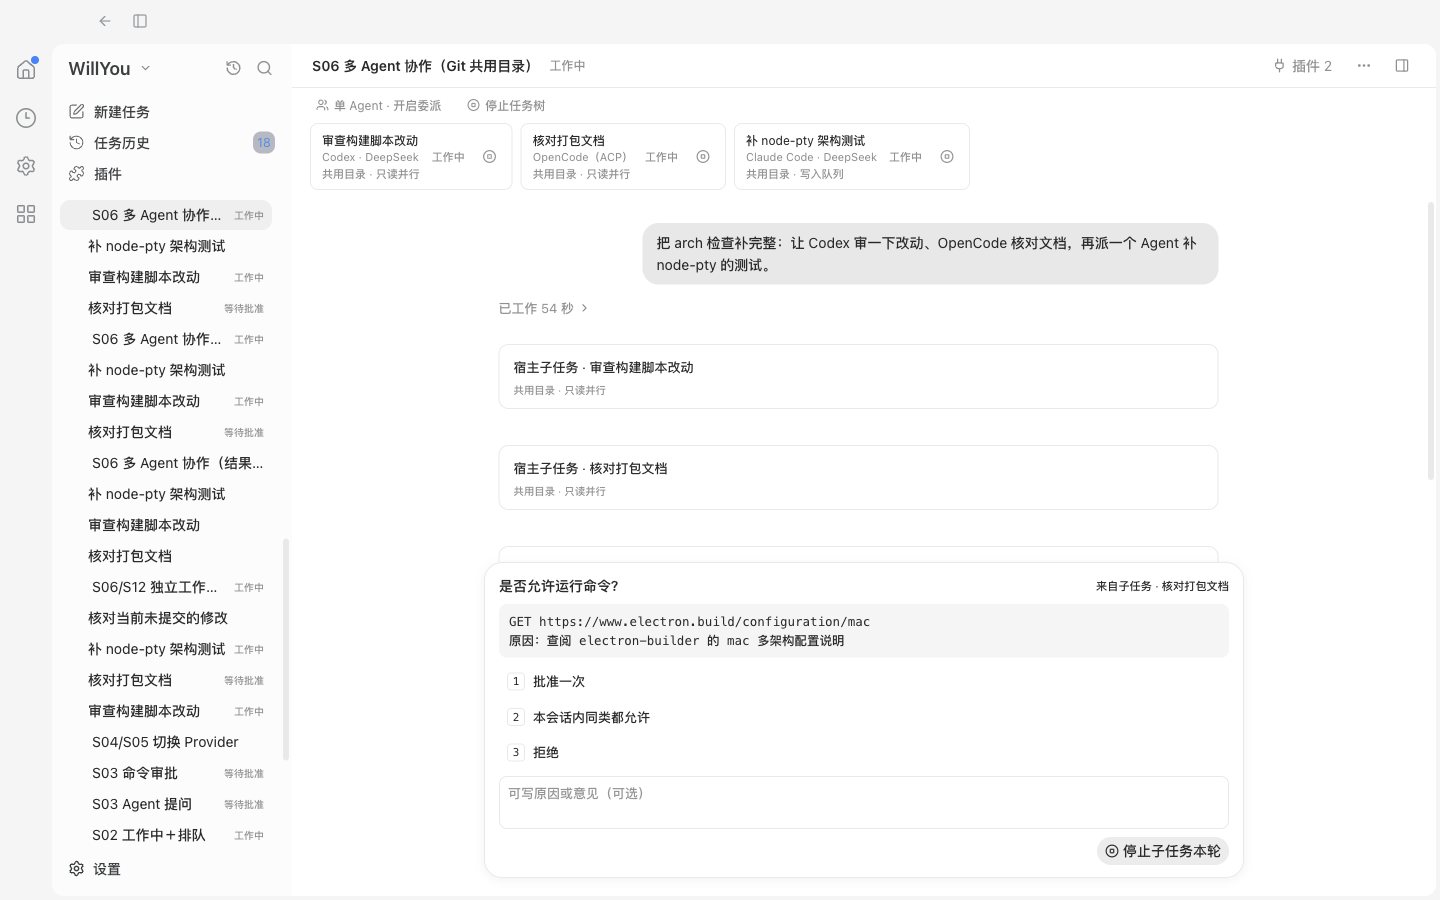 WillYou
新建任务
任务历史
18
插件
S06 多 Agent 协作...
工作中
补 node-pty 架构测试
审查构建脚本改动
工作中
核对打包文档
等待批准
S06 多 Agent 协作...
工作中
补 node-pty 架构测试
审查构建脚本改动
工作中
核对打包文档
等待批准
S06 多 Agent 协作（结果...
补 node-pty 架构测试
审查构建脚本改动
核对打包文档
S06/S12 独立工作...
工作中
核对当前未提交的修改
补 node-pty 架构测试
工作中
核对打包文档
等待批准
审查构建脚本改动
工作中
S04/S05 切换 Provider
S03 命令审批
等待批准
S03 Agent 提问
等待批准
S02 工作中＋排队
工作中
设置
S06 多 Agent 协作（Git 共用目录）
工作中
插件 2
单 Agent · 开启委派
停止任务树
审查构建脚本改动
Codex · DeepSeek
工作中
共用目录 · 只读并行
核对打包文档
OpenCode（ACP）
工作中
共用目录 · 只读并行
补 node-pty 架构测试
Claude Code · DeepSeek
工作中
共用目录 · 写入队列
把 arch 检查补完整：让 Codex 审一下改动、OpenCode 核对文档，再派一个 Agent 补
node-pty 的测试。
已工作 54 秒
宿主子任务 · 审查构建脚本改动
共用目录 · 只读并行
宿主子任务 · 核对打包文档
共用目录 · 只读并行
是否允许运行命令？
来自子任务 · 核对打包文档
GET https://www.electron.build/configuration/mac
原因：查阅 electron-builder 的 mac 多架构配置说明
1
批准一次
2
本会话内同类都允许
3
拒绝
可写原因或意见（可选）
停止子任务本轮